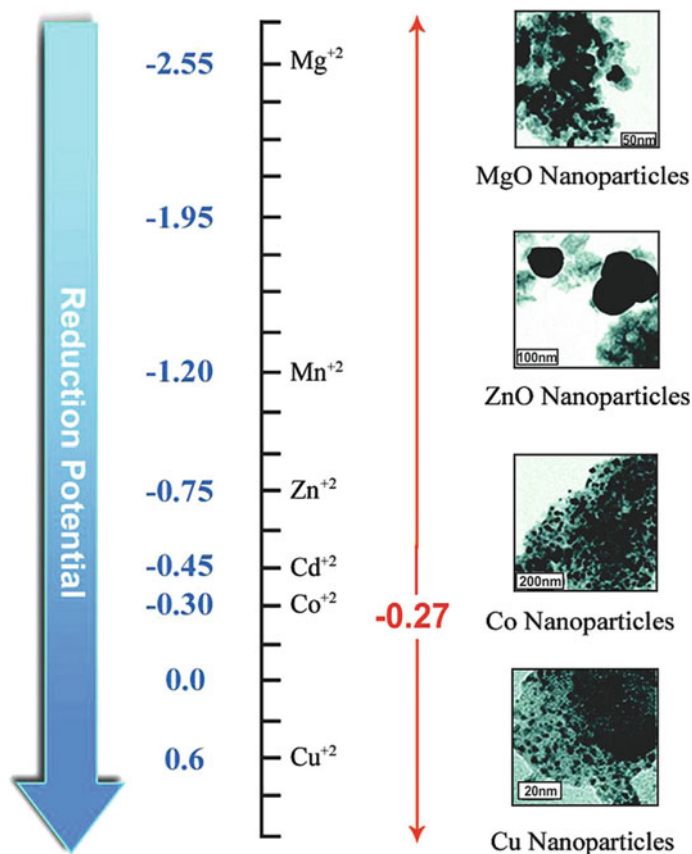 Reduction Potential
-2.55
Mg+2
-1.95
-1.20
Mn+2
-0.75
Zn+2
-0.45
Cd+2
-0.30
Co+2
0.0
0.6
Cu+2
-0.27
50nm
MgO Nanoparticles
100nm
ZnO Nanoparticles
200nm
Co Nanoparticles
20nm
Cu Nanoparticles